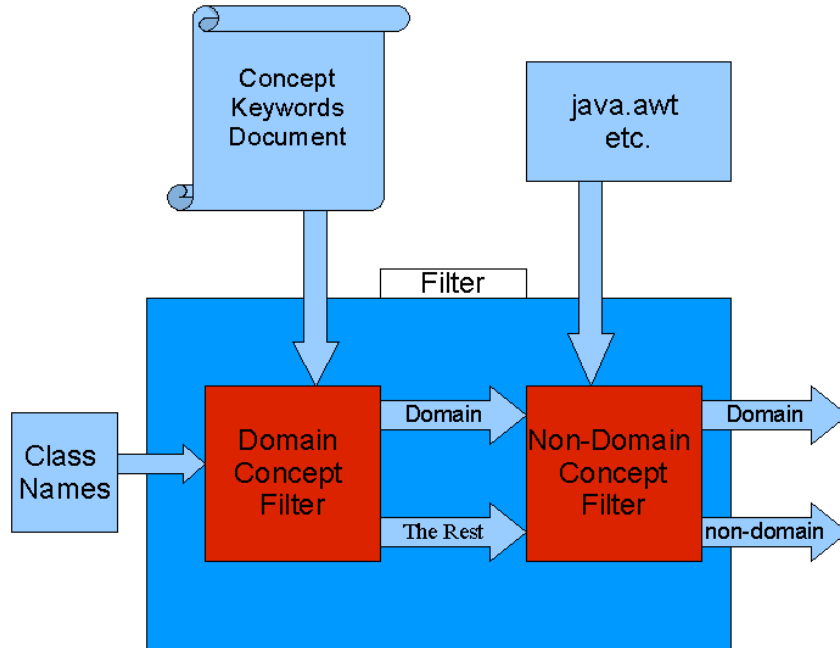 Concept
Keywords
Document
java.awt
etc.
Filter
Class
Names
Domain
Concept
Filter
Domain
The Rest
Non-Domain
Concept
Filter
Domain
non-domain